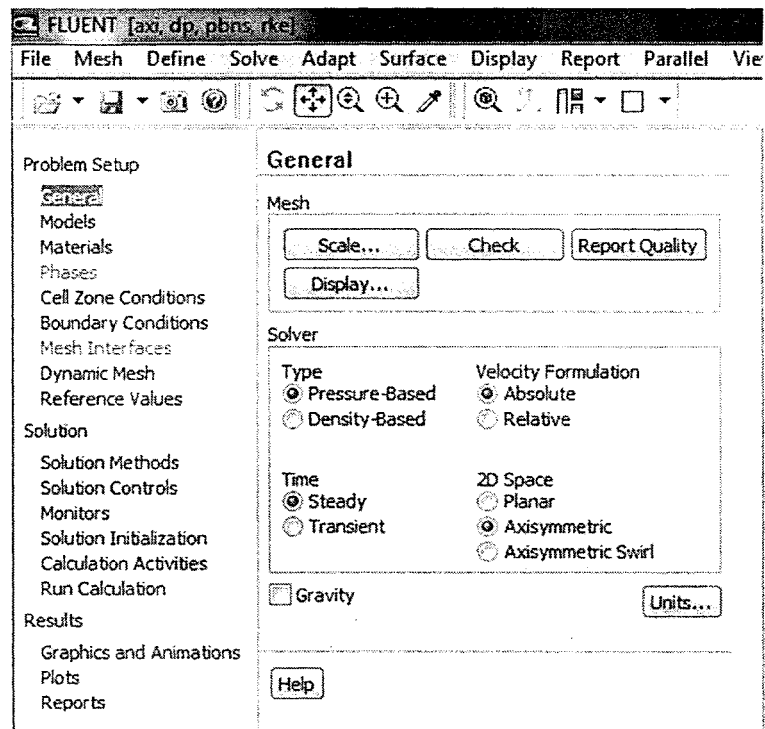 FLUENT [axi, dp, pbns, rke]
File Mesh Define Solve Adapt Surface Display Report Parallel Vie
Problem Setup
General
Models
Materials
Phases
Cell Zone Conditions
Boundary Conditions
Mesh Interfaces
Dynamic Mesh
Reference Values
Solution
Solution Methods
Solution Controls
Monitors
Solution Initialization
Calculation Activities
Run Calculation
Results
Graphics and Animations
Plots
Reports
General
Mesh
Scale... Check Report Quality
Display...
Solver
Type Velocity Formulation
Pressure-Based Absolute
Density-Based Relative
Time 2D Space
Steady Planar
Transient Axisymmetric
Axisymmetric Swirl
Gravity Units...
Help